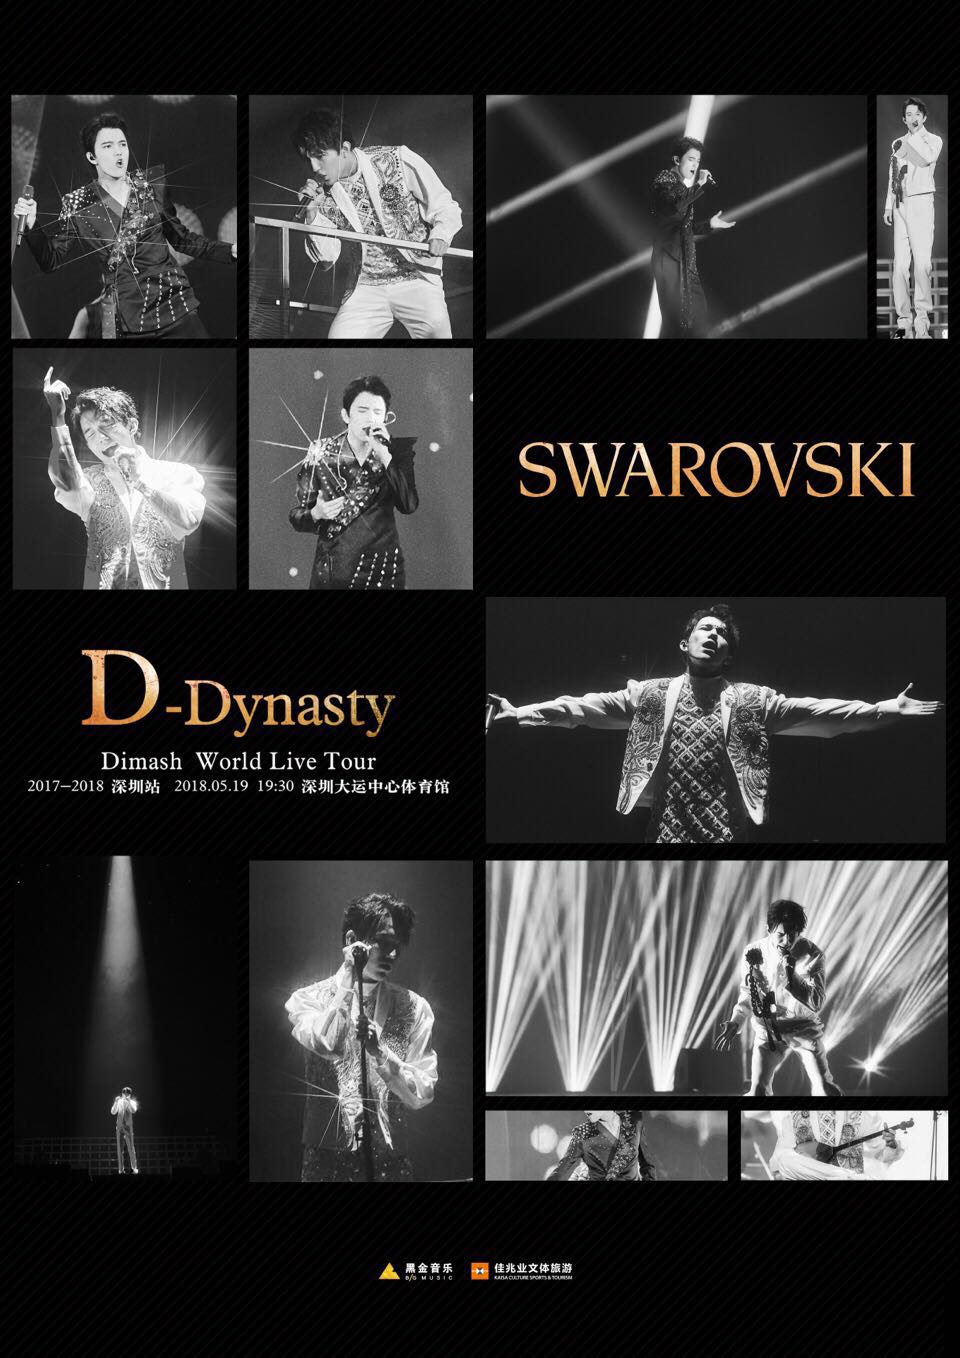 SWAROVSKI
D-Dynasty
Dimash World Live Tour
2017—2018 深圳站 2018.05.19 19:30 深圳大运中心体育馆
黑金音乐
B/G MUSIC
佳兆业文体旅游
KAISA CULTURE SPORTS & TOURISM